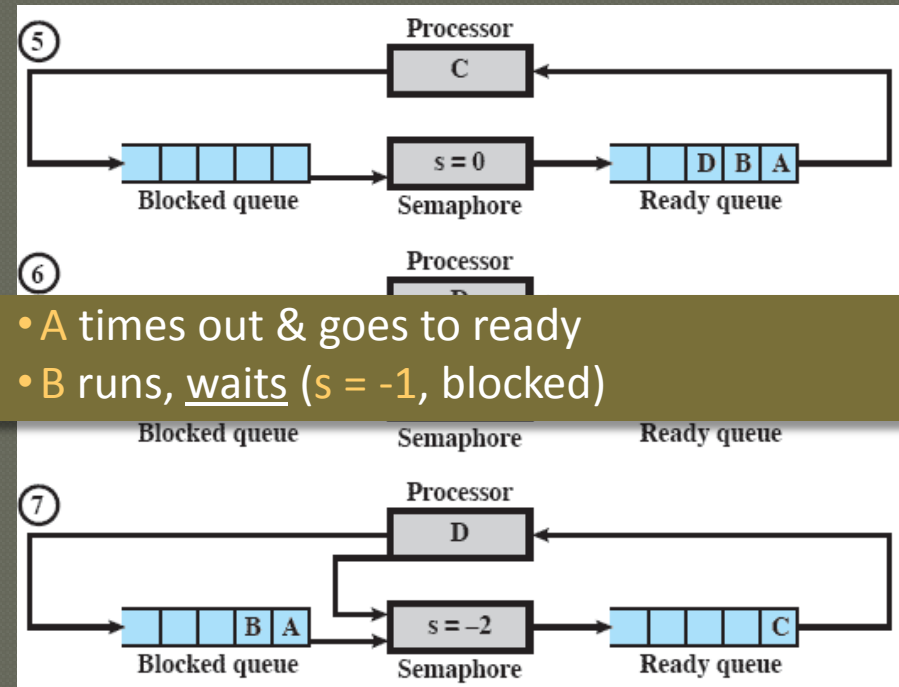 5
Processor
C
s = 0
D B A
Blocked queue Semaphore Ready queue
6
Processor
• A times out & goes to ready
• B runs, waits (s = -1, blocked)
Blocked queue Semaphore Ready queue
7
Processor
D
B A
s = –2
C
Blocked queue Semaphore Ready queue